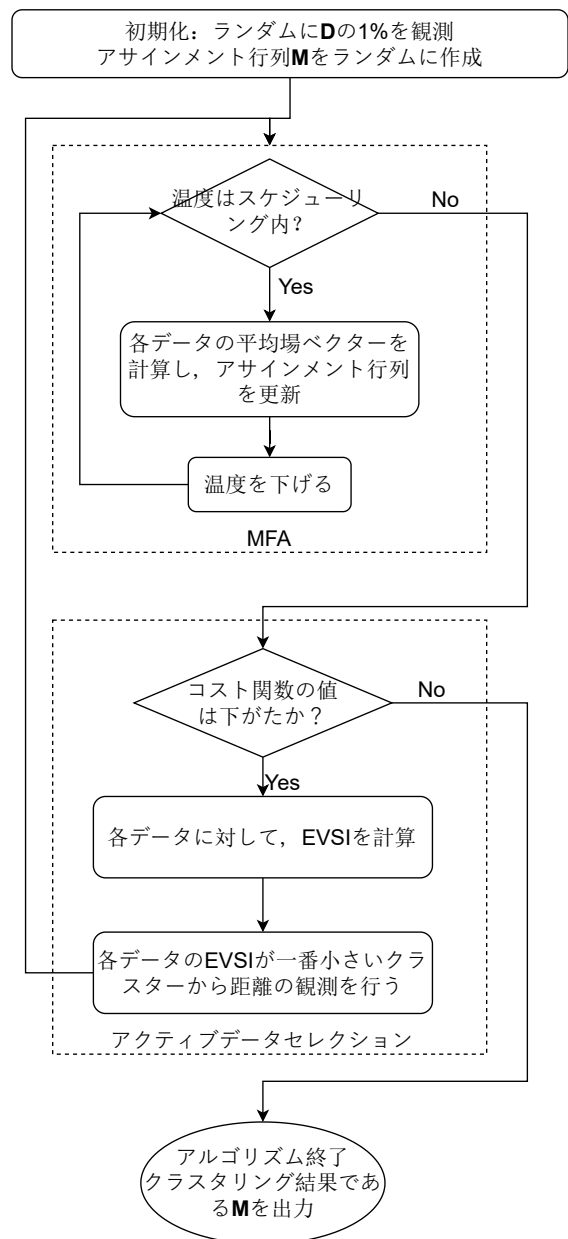 初期化：ランダムにDの1%を観測
アサインメント行列Mをランダムに作成
温度はスケジューリ
ング内？
No
Yes
各データの平均場ベクターを
計算し，アサインメント行列
を更新
温度を下げる
MFA
コスト関数の値
は下がたか？
No
Yes
各データに対して，EVSIを計算
各データのEVSIが一番小さいクラ
スターから距離の観測を行う
アクティブデータセレクション
アルゴリズム終了
クラスタリング結果であ
るMを出力